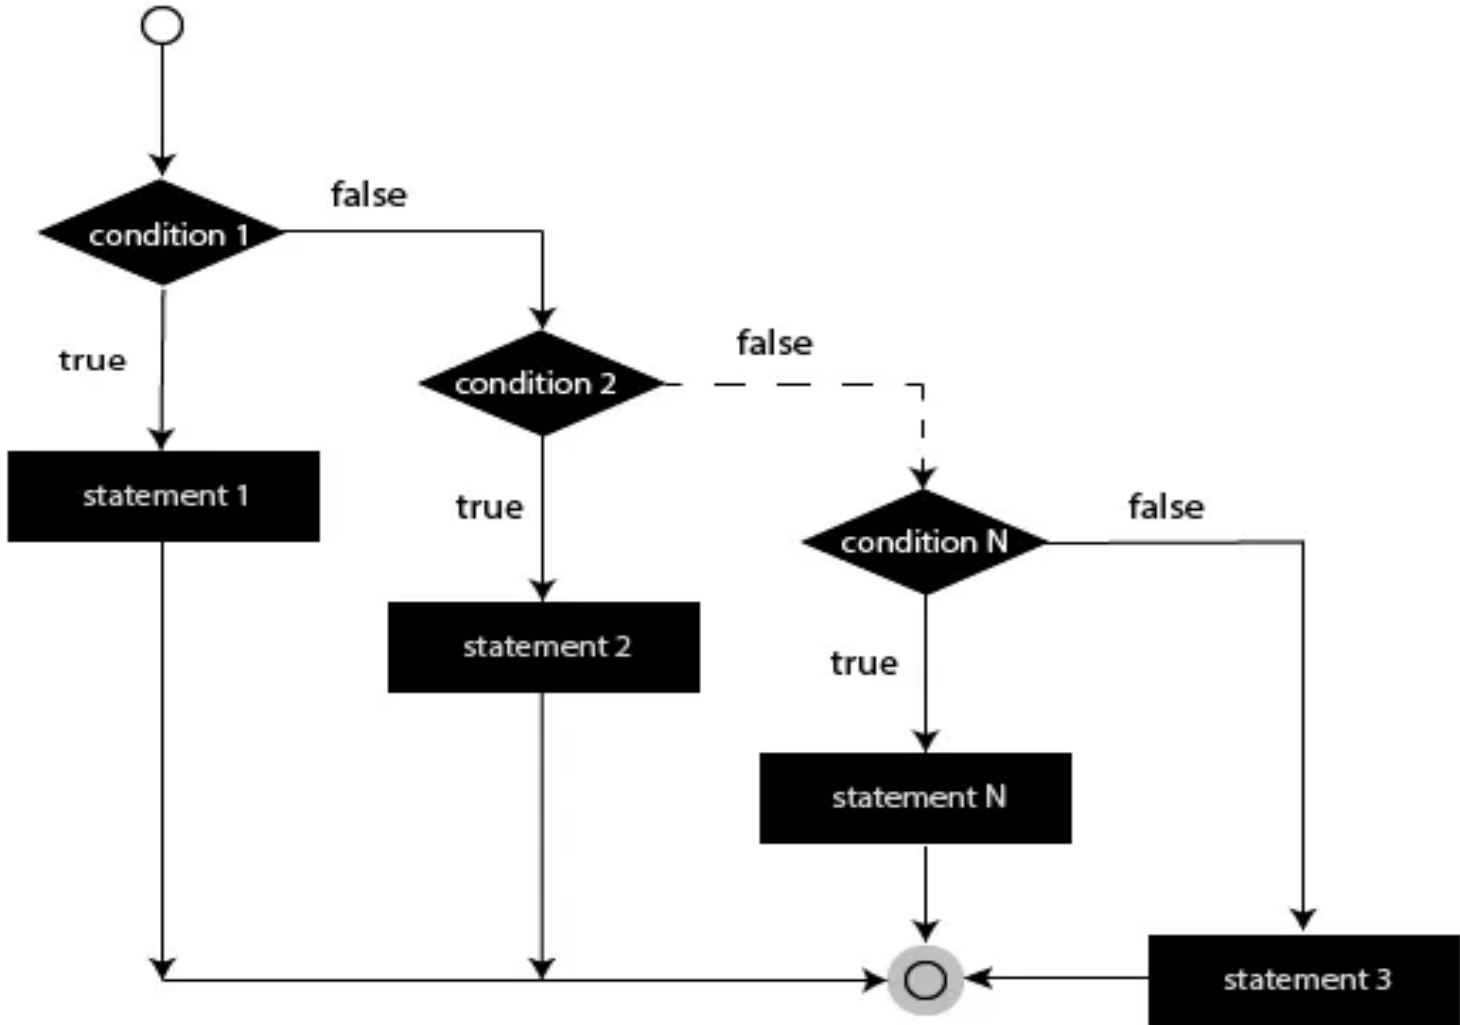 false
condition 1
true
false
condition 2
statement 1
true
false
condition N
statement 2
true
statement N
statement 3